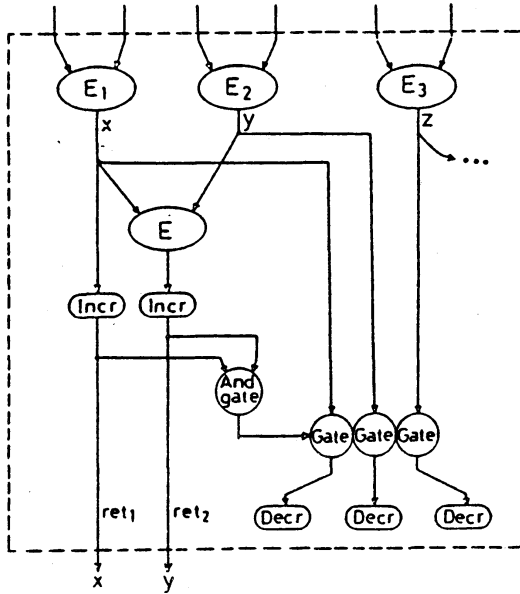 E1 E2 E3
x y z
...
E
Incr Incr
And
gate
Gate Gate Gate
ret1 ret2 Decr Decr Decr
x y